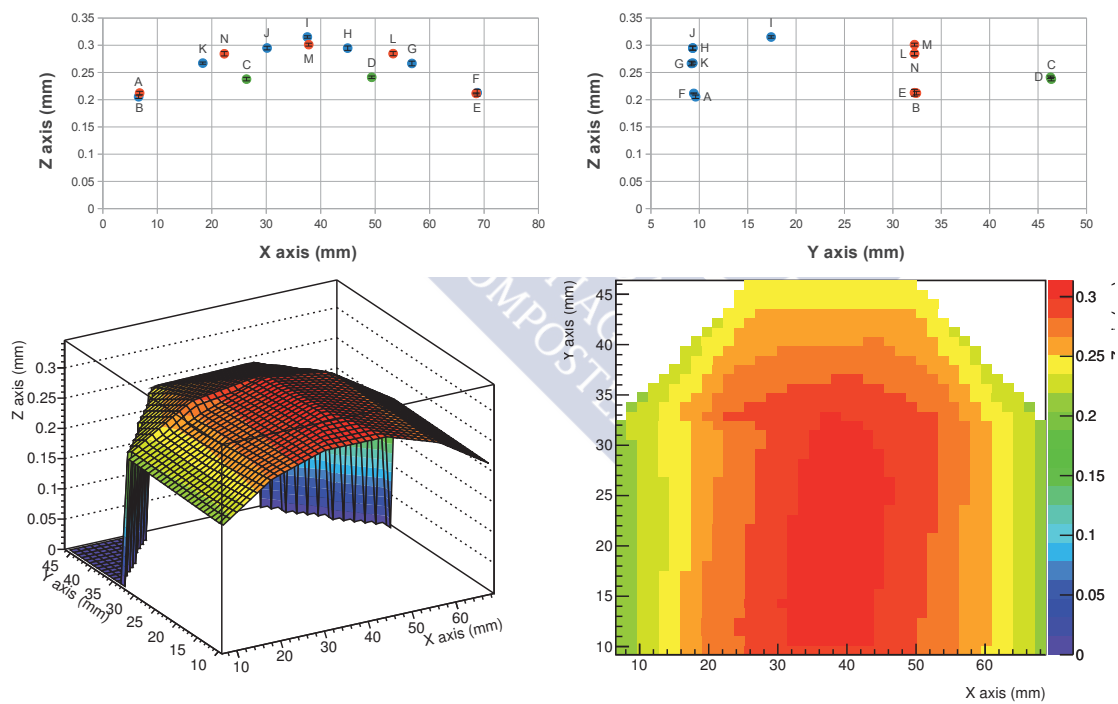 0.35
0.3
0.25
0.2
0.15
0.1
0.05
0
Z axis (mm)
A
B
K
N
C
J
I
M
H
D
L
G
F
E
0 10 20 30 40 50 60 70 80
X axis (mm)
0.35
0.3
0.25
0.2
0.15
0.1
0.05
0
Z axis (mm)
J
H
G
K
F
A
I
M
L
N
E
B
C
D
5 10 15 20 25 30 35 40 45 50
Y axis (mm)
OMPOSTE
Z axis (mm)
0.3
0.25
0.2
0.15
0.1
0.05
0
45
40
35
30
25
20
15
10
Y axis (mm)
10 20 30 40 50 60
X axis (mm)
Y axis (mm)
45
40
35
30
25
20
15
10
10 20 30 40 50 60
X axis (mm)
0.3
0.25
0.2
0.15
0.1
0.05
0